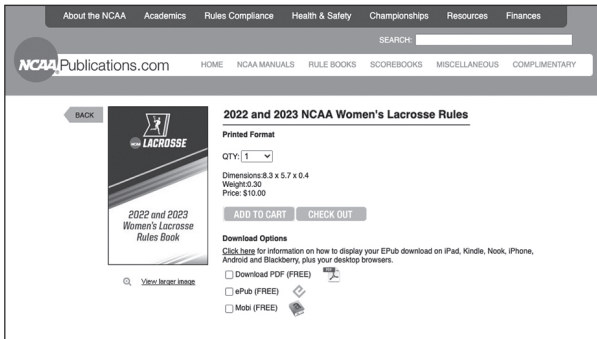 About the NCAA Academics Rules Compliance Health & Safety Championships Resources Finances
SEARCH:
NCAA Publications.com HOME NCAA MANUALS RULE BOOKS SCOREBOOKS MISCELLANEOUS COMPLIMENTARY
BACK
NCAA LACROSSE
2022 and 2023
Women's Lacrosse
Rules Book
View larger image
2022 and 2023 NCAA Women's Lacrosse Rules
Printed Format
QTY: 1
Dimensions:8.3 x 5.7 x 0.4
Weight:0.30
Price: $10.00
ADD TO CART CHECK OUT
Download Options
Click here for information on how to display your EPub download on iPad, Kindle, Nook, iPhone,
Android and Blackberry, plus your desktop browsers.
Download PDF (FREE)
ePub (FREE)
Mobi (FREE)